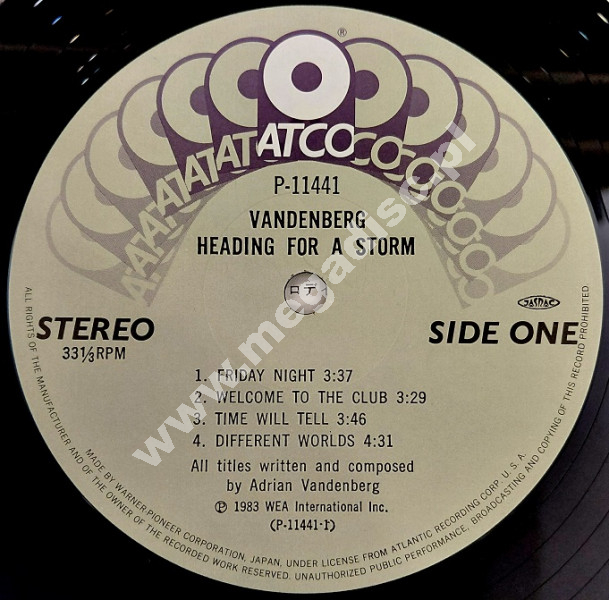 ATCO
®
P-11441
VANDENBERG
HEADING FOR A STORM
STEREO
33⅓RPM
JASRAC
SIDE ONE
1. FRIDAY NIGHT 3:37
2. WELCOME TO THE CLUB 3:29
3. TIME WILL TELL 3:46
4. DIFFERENT WORLDS 4:31
All titles written and composed
by Adrian Vandenberg
Ⓟ 1983 WEA International Inc.
(P-11441-1)
ALL RIGHTS OF THE MANUFACTURER AND OF THE OWNER OF THE RECORDED WORK RESERVED. UNAUTHORIZED PUBLIC PERFORMANCE, BROADCASTING AND COPYING OF THIS RECORD PROHIBITED
MADE BY WARNER-PIONEER CORPORATION, JAPAN, UNDER LICENSE FROM ATLANTIC RECORDING CORP. U.S.A.
www.megadisc.pl